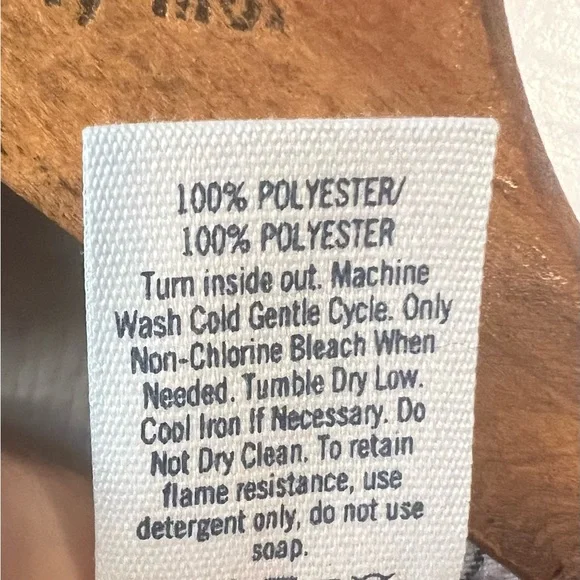 100% POLYESTER/
100% POLYESTER
Turn inside out. Machine
Wash Cold Gentle Cycle. Only
Non-Chlorine Bleach When
Needed. Tumble Dry Low.
Cool Iron If Necessary. Do
Not Dry Clean. To retain
flame resistance, use
detergent only, do not use
soap.